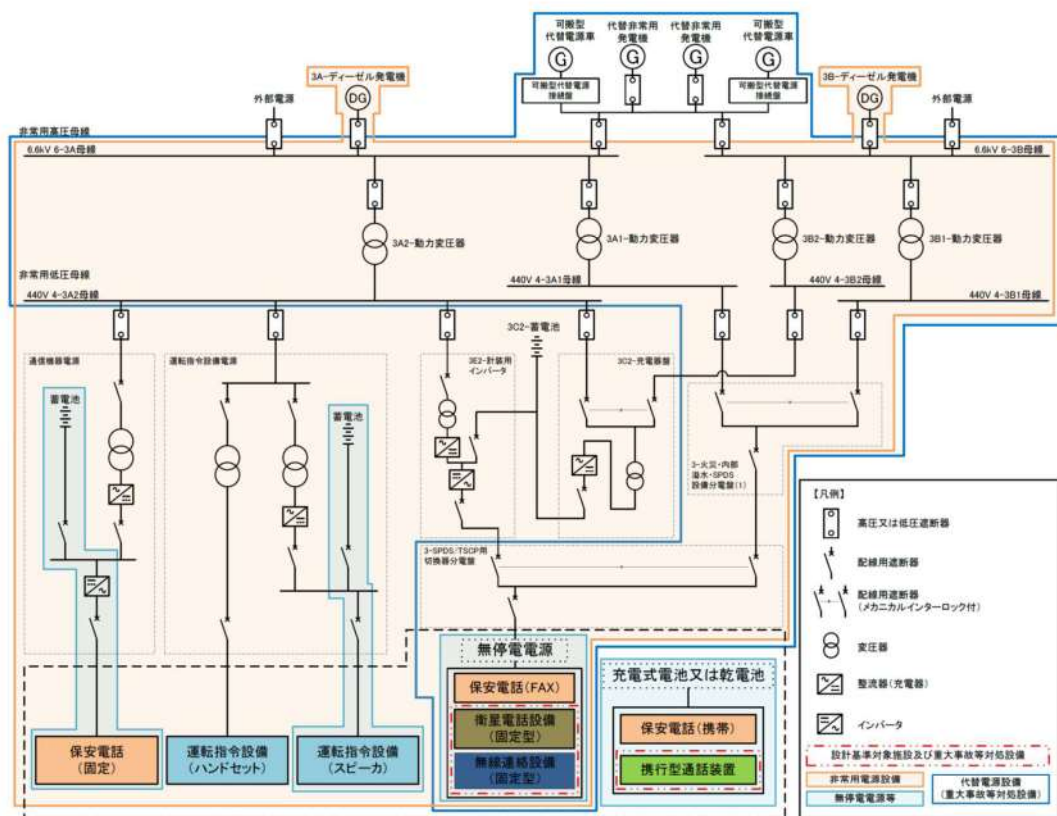 可搬型
代替電源車
代替非常用
発電機
代替非常用
発電機
可搬型
代替電源車
G
G
G
G
3A-ディーゼル発電機
DG
可搬型代替電源
接続盤
可搬型代替電源
接続盤
3B-ディーゼル発電機
DG
外部電源
外部電源
非常用高圧母線
6.6kV 6-3A母線
6.6kV 6-3B母線
3A2-動力変圧器
3A1-動力変圧器
3B2-動力変圧器
3B1-動力変圧器
非常用低圧母線
440V 4-3A2母線
440V 4-3A1母線
440V 4-3B2母線
440V 4-3B1母線
通信機器電源
運転指令設備電源
3E2-計装用
インバータ
3C2-蓄電池
3C2-充電器盤
蓄電池
蓄電池
3-火災・内部
溢水・SPDS
設備分電盤(1)
3-SPDS/TSCP用
切換器分電盤
無停電電源
充電式電池又は乾電池
保安電話(FAX)
衛星電話設備
(固定型)
無線連絡設備
(固定型)
保安電話(携帯)
携行型通話装置
保安電話
(固定)
運転指令設備
(ハンドセット)
運転指令設備
(スピーカ)
【凡例】
高圧又は低圧遮断器
配線用遮断器
配線用遮断器
(メカニカルインターロック付)
変圧器
整流器(充電器)
インバータ
設計基準対象施設及び重大事故等対処設備
非常用電源設備
無停電電源等
代替電源設備
(重大事故等対処設備)